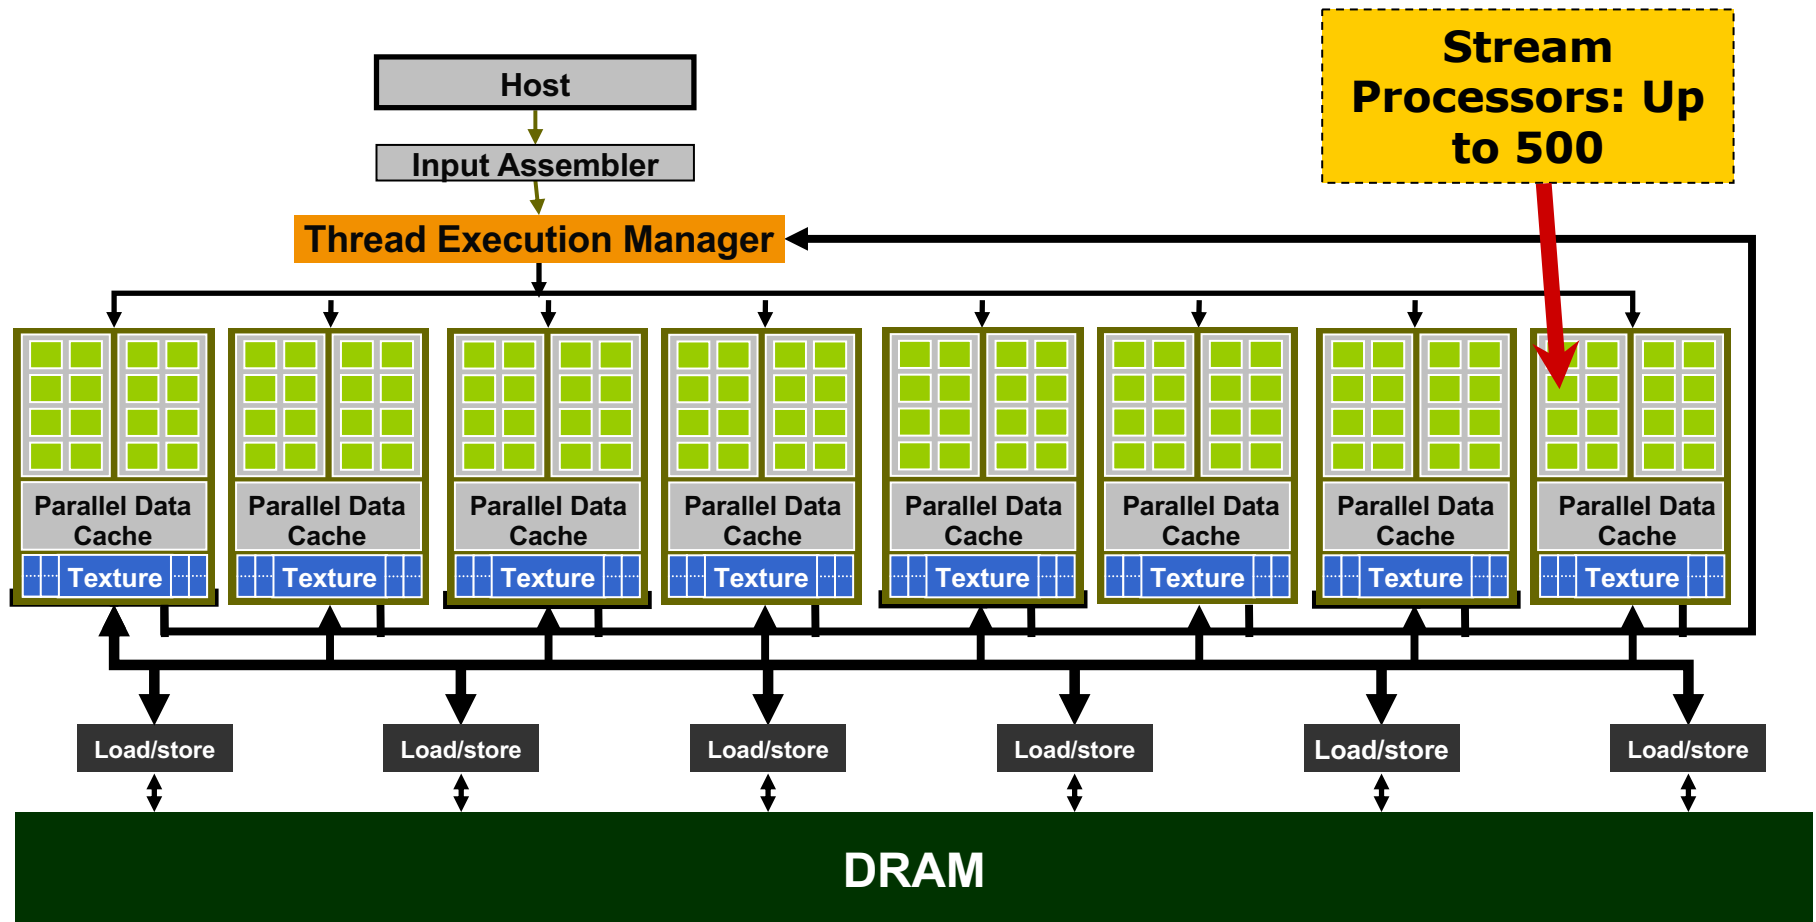 Stream
Processors: Up
to 500
Host
Input Assembler
Thread Execution Manager
Parallel Data
Cache
Texture
Parallel Data
Cache
Texture
Parallel Data
Cache
Texture
Parallel Data
Cache
Texture
Parallel Data
Cache
Texture
Parallel Data
Cache
Texture
Parallel Data
Cache
Texture
Parallel Data
Cache
Texture
Load/store
Load/store
Load/store
Load/store
Load/store
Load/store
DRAM